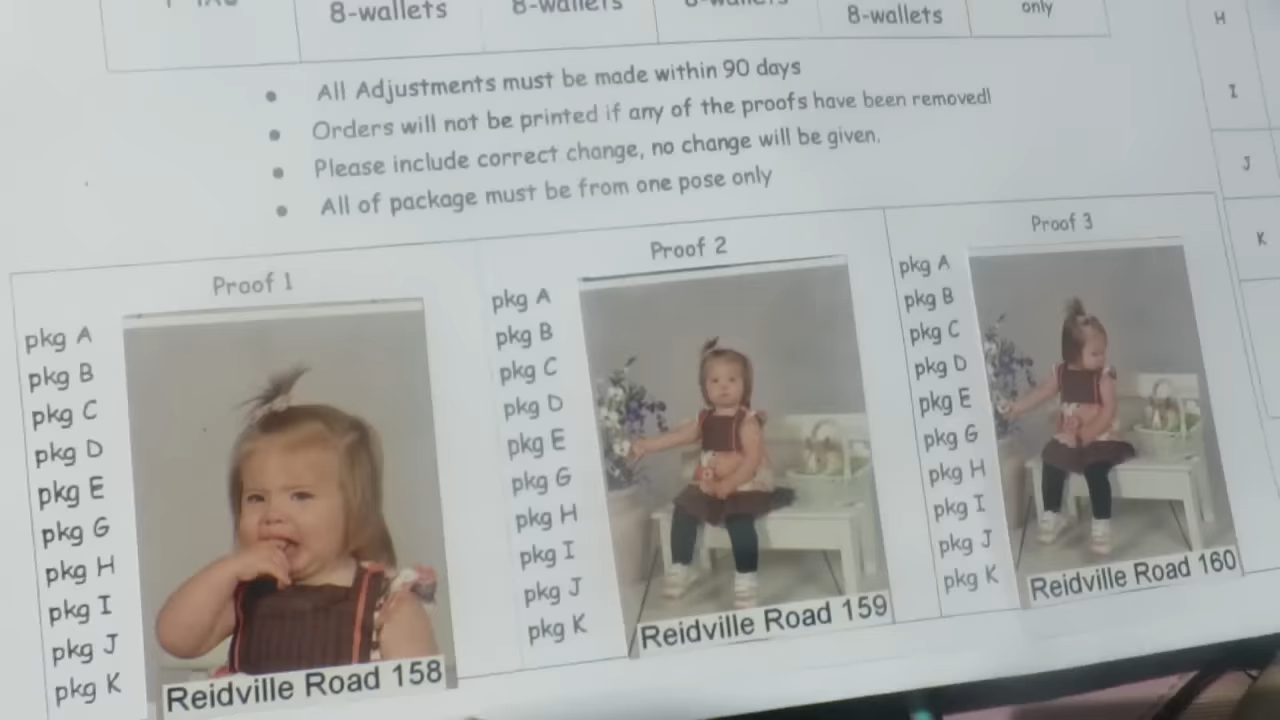 8-wallets
8-wallets
8-wallets
8-wallets
only
H
I
J
K
• All Adjustments must be made within 90 days
• Orders will not be printed if any of the proofs have been removed!
• Please include correct change, no change will be given.
• All of package must be from one pose only
Proof 1
pkg A
pkg B
pkg C
pkg D
pkg E
pkg G
pkg H
pkg I
pkg J
pkg K
Reidville Road 158
Proof 2
pkg A
pkg B
pkg C
pkg D
pkg E
pkg G
pkg H
pkg I
pkg J
pkg K
Reidville Road 159
Proof 3
pkg A
pkg B
pkg C
pkg D
pkg E
pkg G
pkg H
pkg I
pkg J
pkg K
Reidville Road 160